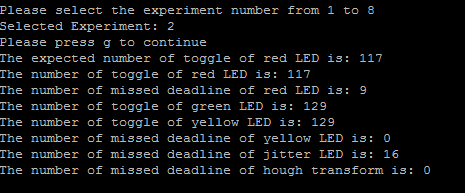 Please select the experiment number from 1 to 8
Selected Experiment: 2
Please press g to continue
The expected number of toggle of red LED is: 117
The number of toggle of red LED is: 117
The number of missed deadline of red LED is: 9
The number of toggle of green LED is: 129
The number of toggle of yellow LED is: 129
The number of missed deadline of yellow LED is: 0
The number of missed deadline of jitter LED is: 16
The number of missed deadline of hough transform is: 0